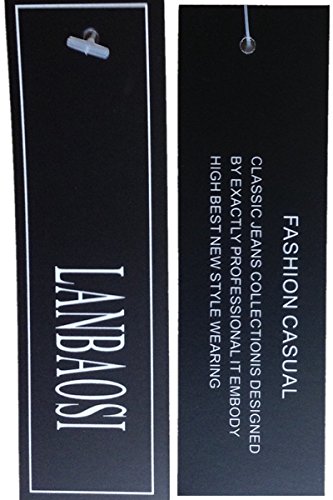 LANBAOSI
FASHION CASUAL
CLASSIC JEANS COLLECTIONIS DESIGNED
BY EXACTLY PROFESSIONAL IT EMBODY
HIGH BEST NEW STYLE WEARING